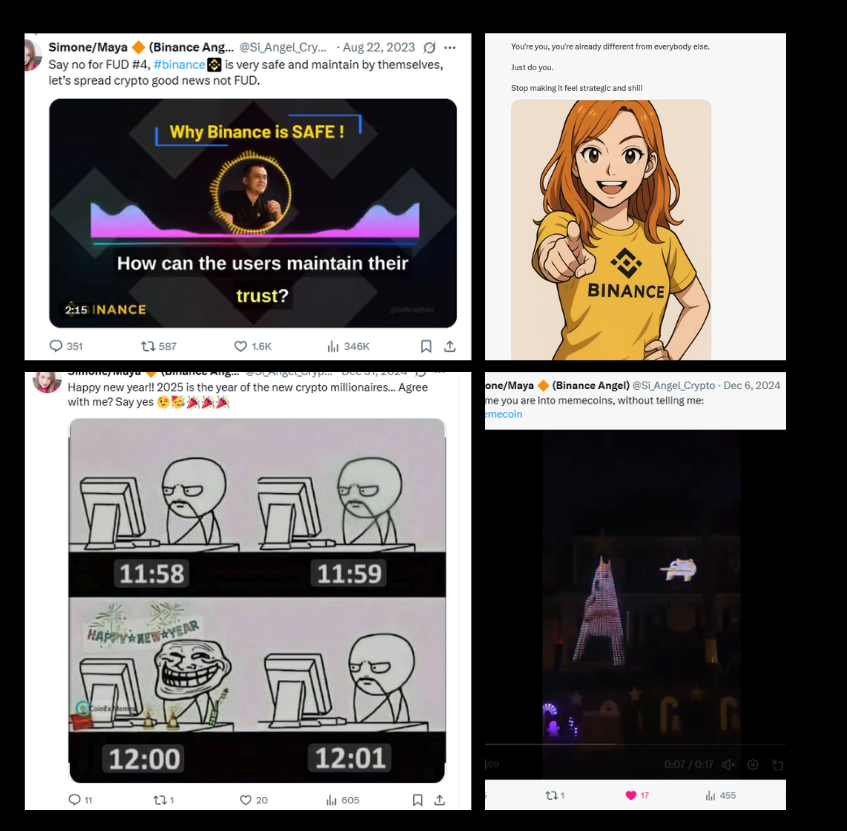 Simone/Maya 🔶 (Binance Ang... @Si_Angel_Cry... · Aug 22, 2023
Say no for FUD #4, #binance is very safe and maintain by themselves,
let's spread crypto good news not FUD.
Why Binance is SAFE !
How can the users maintain their
trust?
2:15
INANCE
351 587 1.6K 346K
You're you, you're already different from everybody else.
Just do you.
Stop making it feel strategic and shill
BINANCE
Simone/Maya 🔶 (Binance Ang... @Si_Angel_Cryp... · Dec 31, 2024
Happy new year!! 2025 is the year of the new crypto millionaires... Agree
with me? Say yes 😉🥳🎉🎉🎉
11:58
11:59
HAPPY★NEW★YEAR
CoinEx Memes
12:00
12:01
11 1 20 605
one/Maya 🔶 (Binance Angel) @Si_Angel_Crypto · Dec 6, 2024
me you are into memecoins, without telling me:
emecoin
0:07 / 0:17
1 17 455